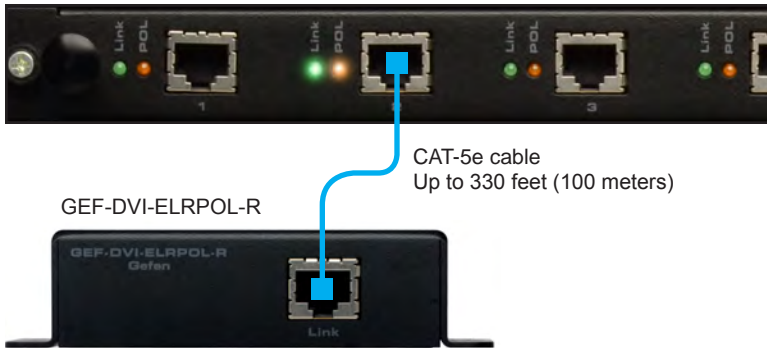 Link POL Link POL Link POL Link POL
1 2 3
CAT-5e cable
Up to 330 feet (100 meters)
GEF-DVI-ELRPOL-R
GEF-DVI-ELRPOL-R
Gefen
Link